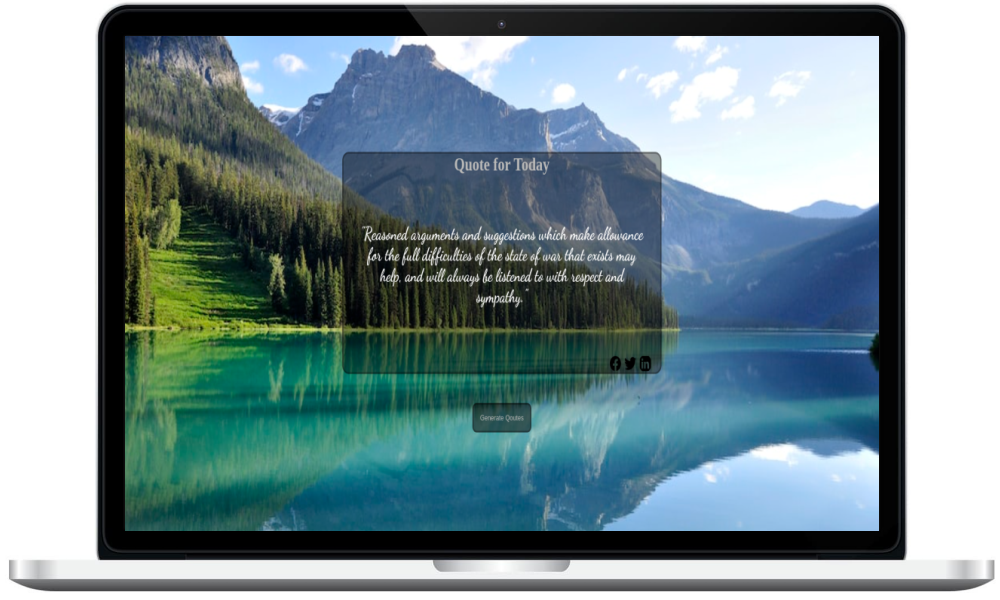 Quote for Today
"Reasoned arguments and suggestions which make allowance
for the full difficulties of the state of war that exists may
help, and will always be listened to with respect and
sympathy."
Generate Qoutes